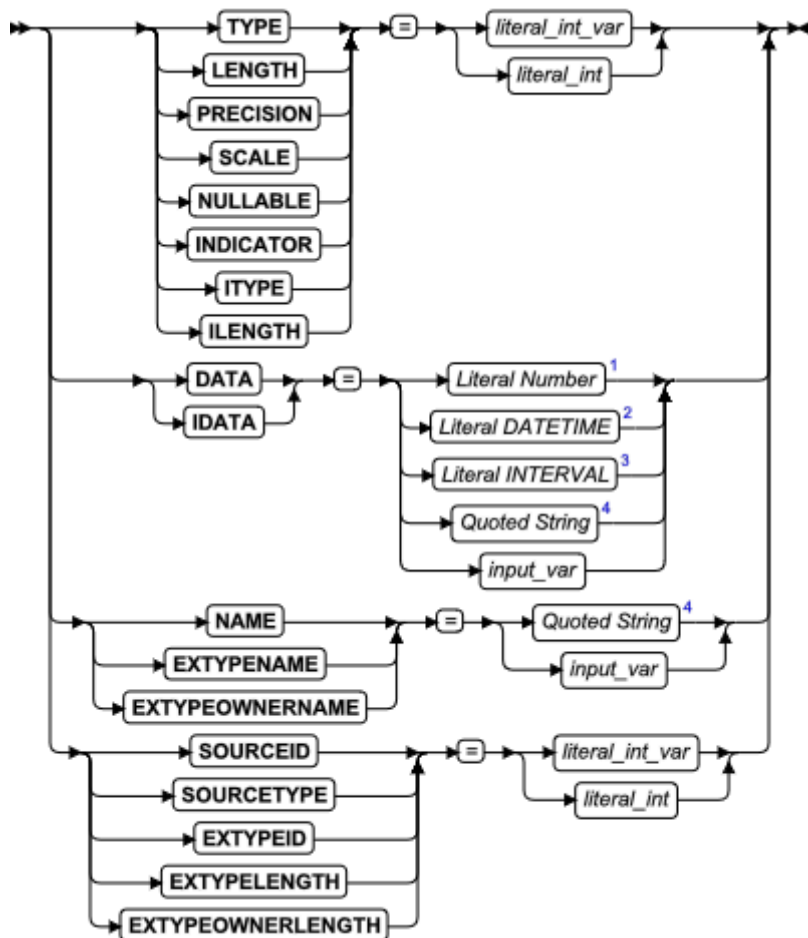 TYPE = literal_int_var
LENGTH literal_int
PRECISION
SCALE
NULLABLE
INDICATOR
ITYPE
ILENGTH
DATA = Literal Number 1
IDATA Literal DATETIME 2
Literal INTERVAL 3
Quoted String 4
input_var
NAME = Quoted String 4
EXTYPENAME input_var
EXTYPEOWNERNAME
SOURCEID = literal_int_var
SOURCETYPE literal_int
EXTYPEID
EXTYPELENGTH
EXTYPEOWNERLENGTH